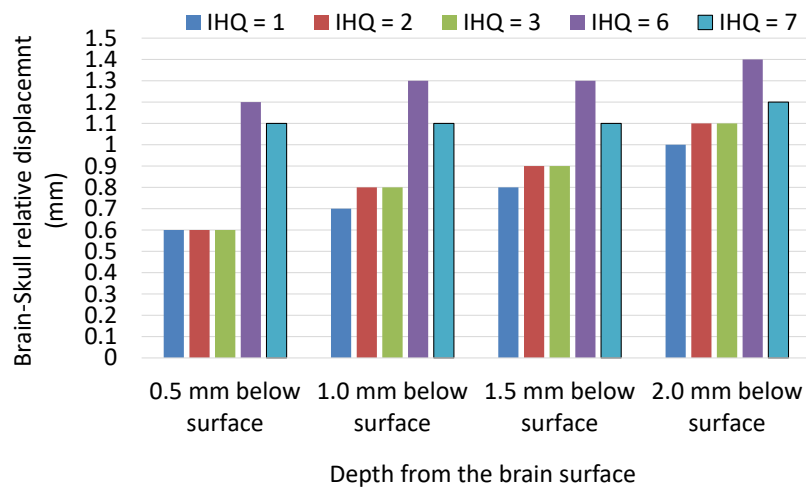 IHQ = 1 IHQ = 2 IHQ = 3 IHQ = 6 IHQ = 7
Brain-Skull relative displacemnt
(mm)
1.5
1.4
1.3
1.2
1.1
1
0.9
0.8
0.7
0.6
0.5
0.4
0.3
0.2
0.1
0
0.5 mm below
surface
1.0 mm below
surface
1.5 mm below
surface
2.0 mm below
surface
Depth from the brain surface